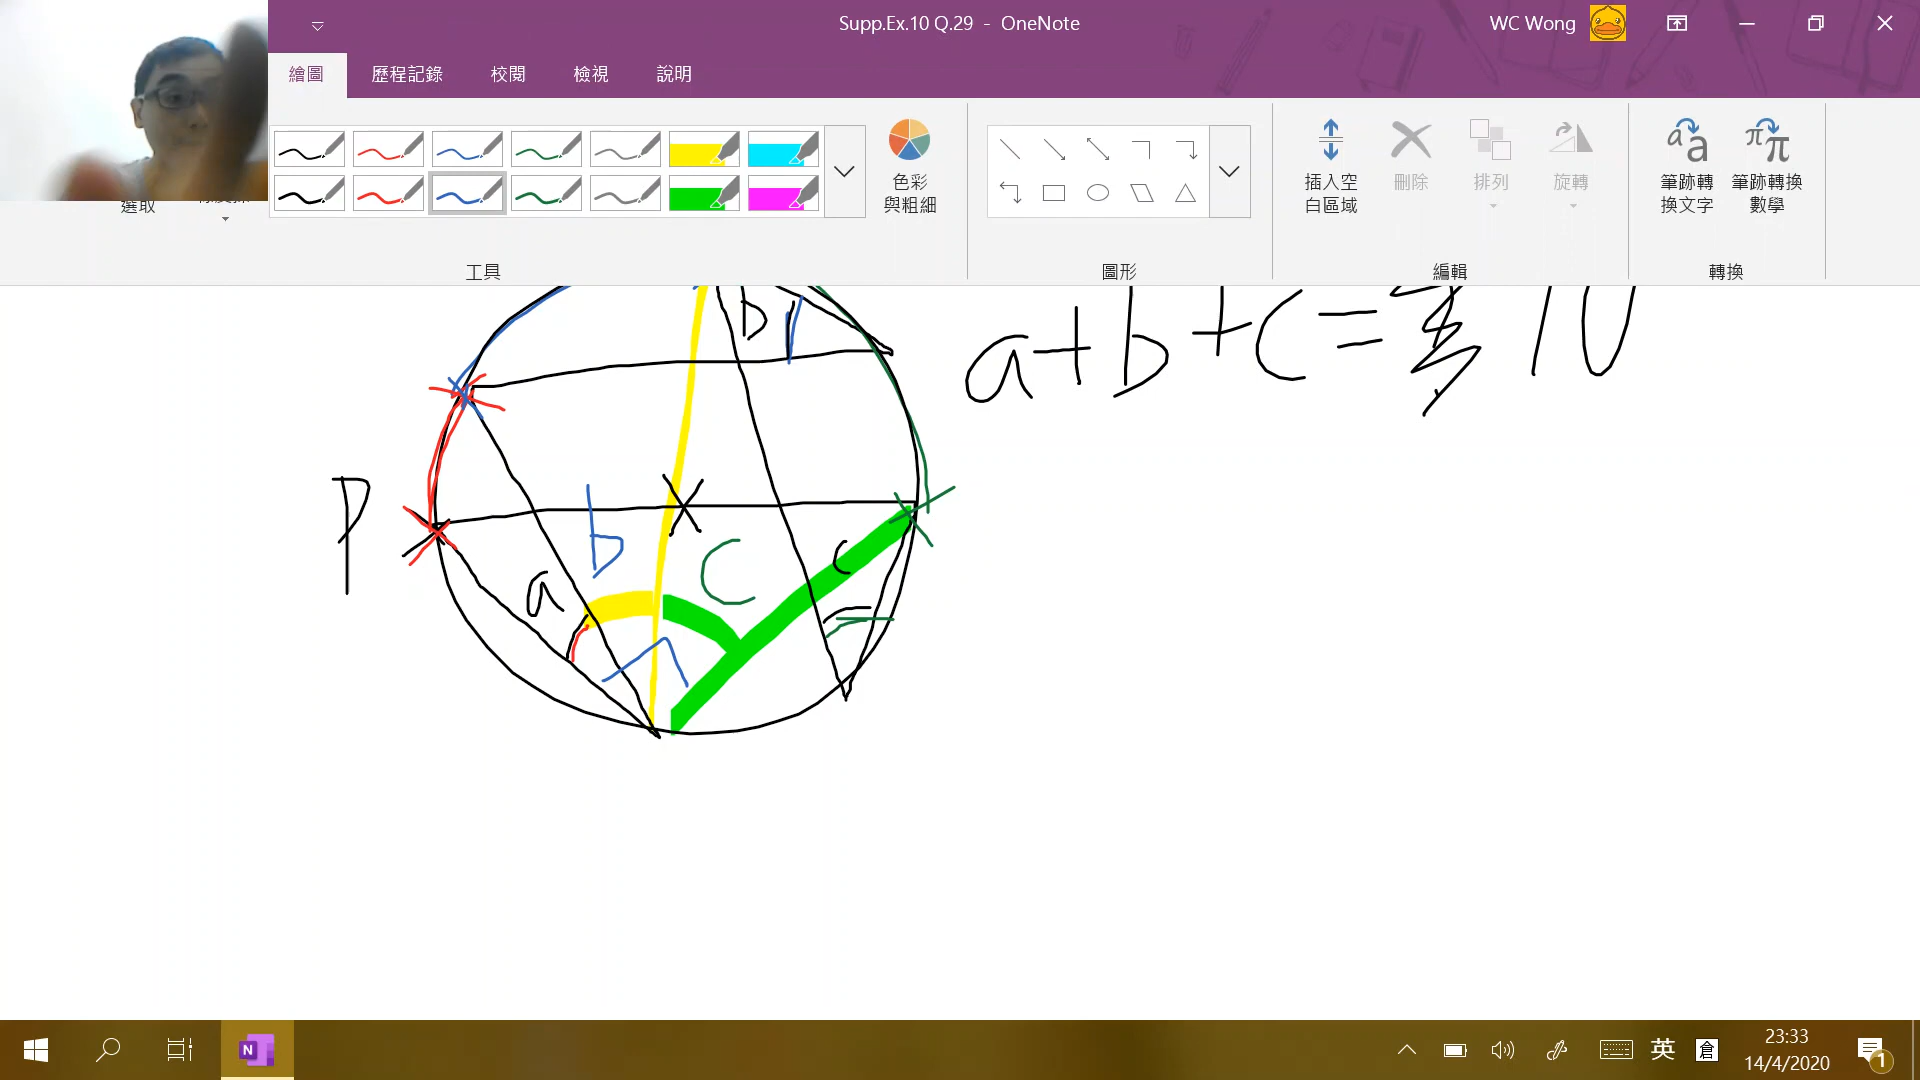 Supp.Ex.10 Q.29 - OneNote
WC Wong
繪圖 歷程記錄 校閱 檢視 說明
選取
色彩與粗細
插入空白區域
刪除
排列
旋轉
筆跡轉換文字
筆跡轉換數學
工具
圖形
編輯
轉換
b
a+b+c=
P
b
c
c
a
英
倉
23:33
14/4/2020
1